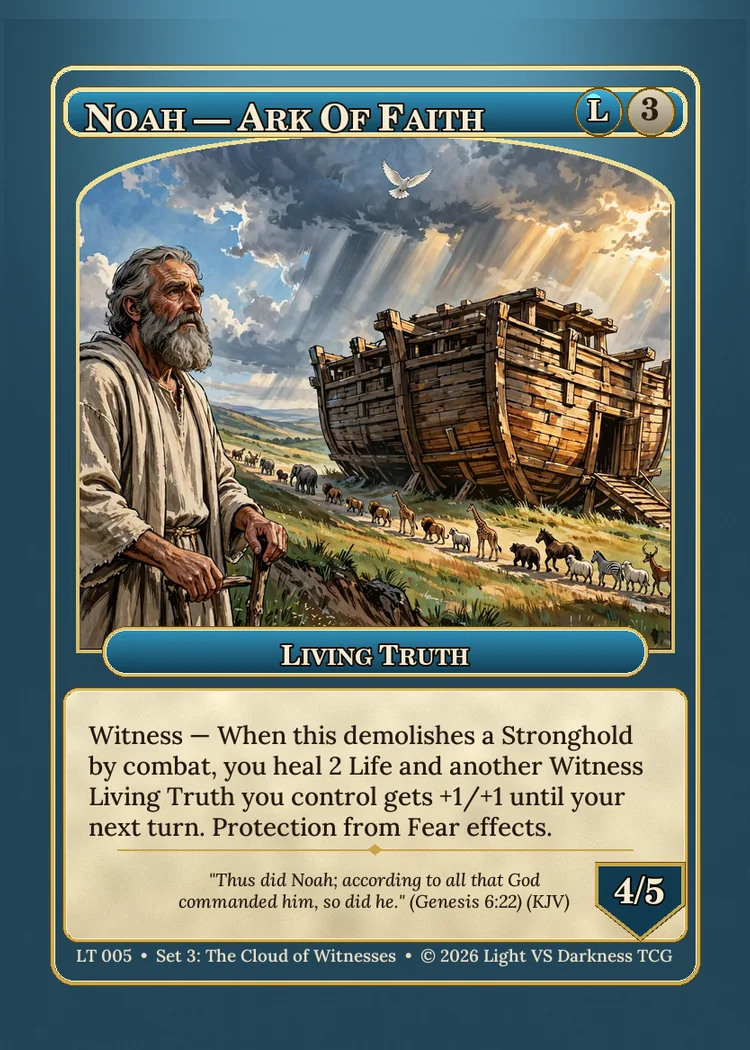 Noah — Ark Of Faith
L 3
Living Truth
Witness — When this demolishes a Stronghold
by combat, you heal 2 Life and another Witness
Living Truth you control gets +1/+1 until your
next turn. Protection from Fear effects.
"Thus did Noah; according to all that God
commanded him, so did he." (Genesis 6:22) (KJV)
4/5
LT 005 • Set 3: The Cloud of Witnesses • © 2026 Light VS Darkness TCG